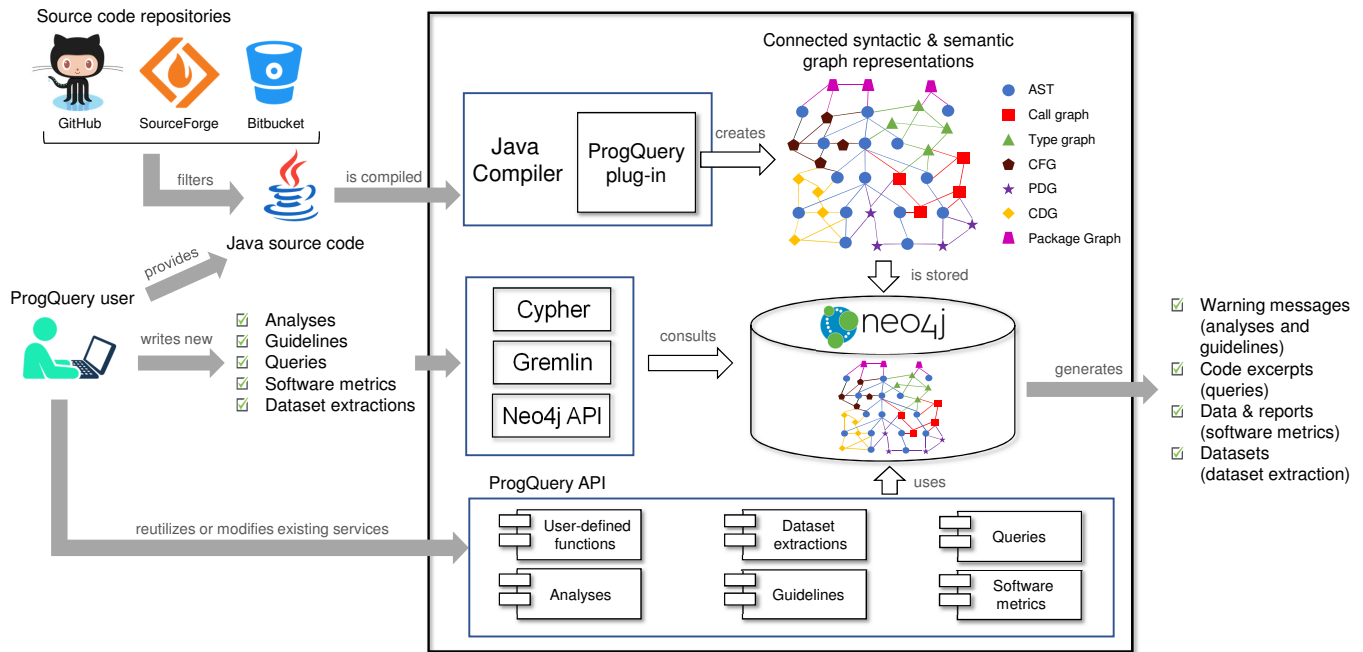 Source code repositories
GitHub
SourceForge
Bitbucket
filters
Java source code
is compiled
provides
ProgQuery user
writes new
Analyses
Guidelines
Queries
Software metrics
Dataset extractions
reutilizes or modifies existing services
Java
Compiler
ProgQuery
plug-in
creates
Connected syntactic & semantic
graph representations
AST
Call graph
Type graph
CFG
PDG
CDG
Package Graph
is stored
Cypher
Gremlin
Neo4j API
consults
neo4j
generates
Warning messages
(analyses and
guidelines)
Code excerpts
(queries)
Data & reports
(software metrics)
Datasets
(dataset extraction)
uses
ProgQuery API
User-defined
functions
Dataset
extractions
Queries
Analyses
Guidelines
Software
metrics